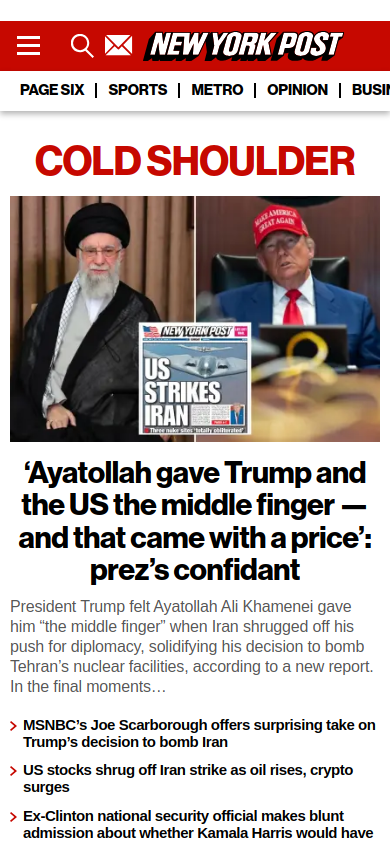 NEW YORK POST
PAGE SIX
SPORTS
METRO
OPINION
BUSIN
COLD SHOULDER
MAKE AMERICA
GREAT AGAIN
NEW YORK POST
US
STRIKES
IRAN
Three nuke sites 'totally obliterated'
‘Ayatollah gave Trump and
the US the middle finger —
and that came with a price’:
prez’s confidant
President Trump felt Ayatollah Ali Khamenei gave
him “the middle finger” when Iran shrugged off his
push for diplomacy, solidifying his decision to bomb
Tehran’s nuclear facilities, according to a new report.
In the final moments…
MSNBC’s Joe Scarborough offers surprising take on
Trump’s decision to bomb Iran
US stocks shrug off Iran strike as oil rises, crypto
surges
Ex-Clinton national security official makes blunt
admission about whether Kamala Harris would have